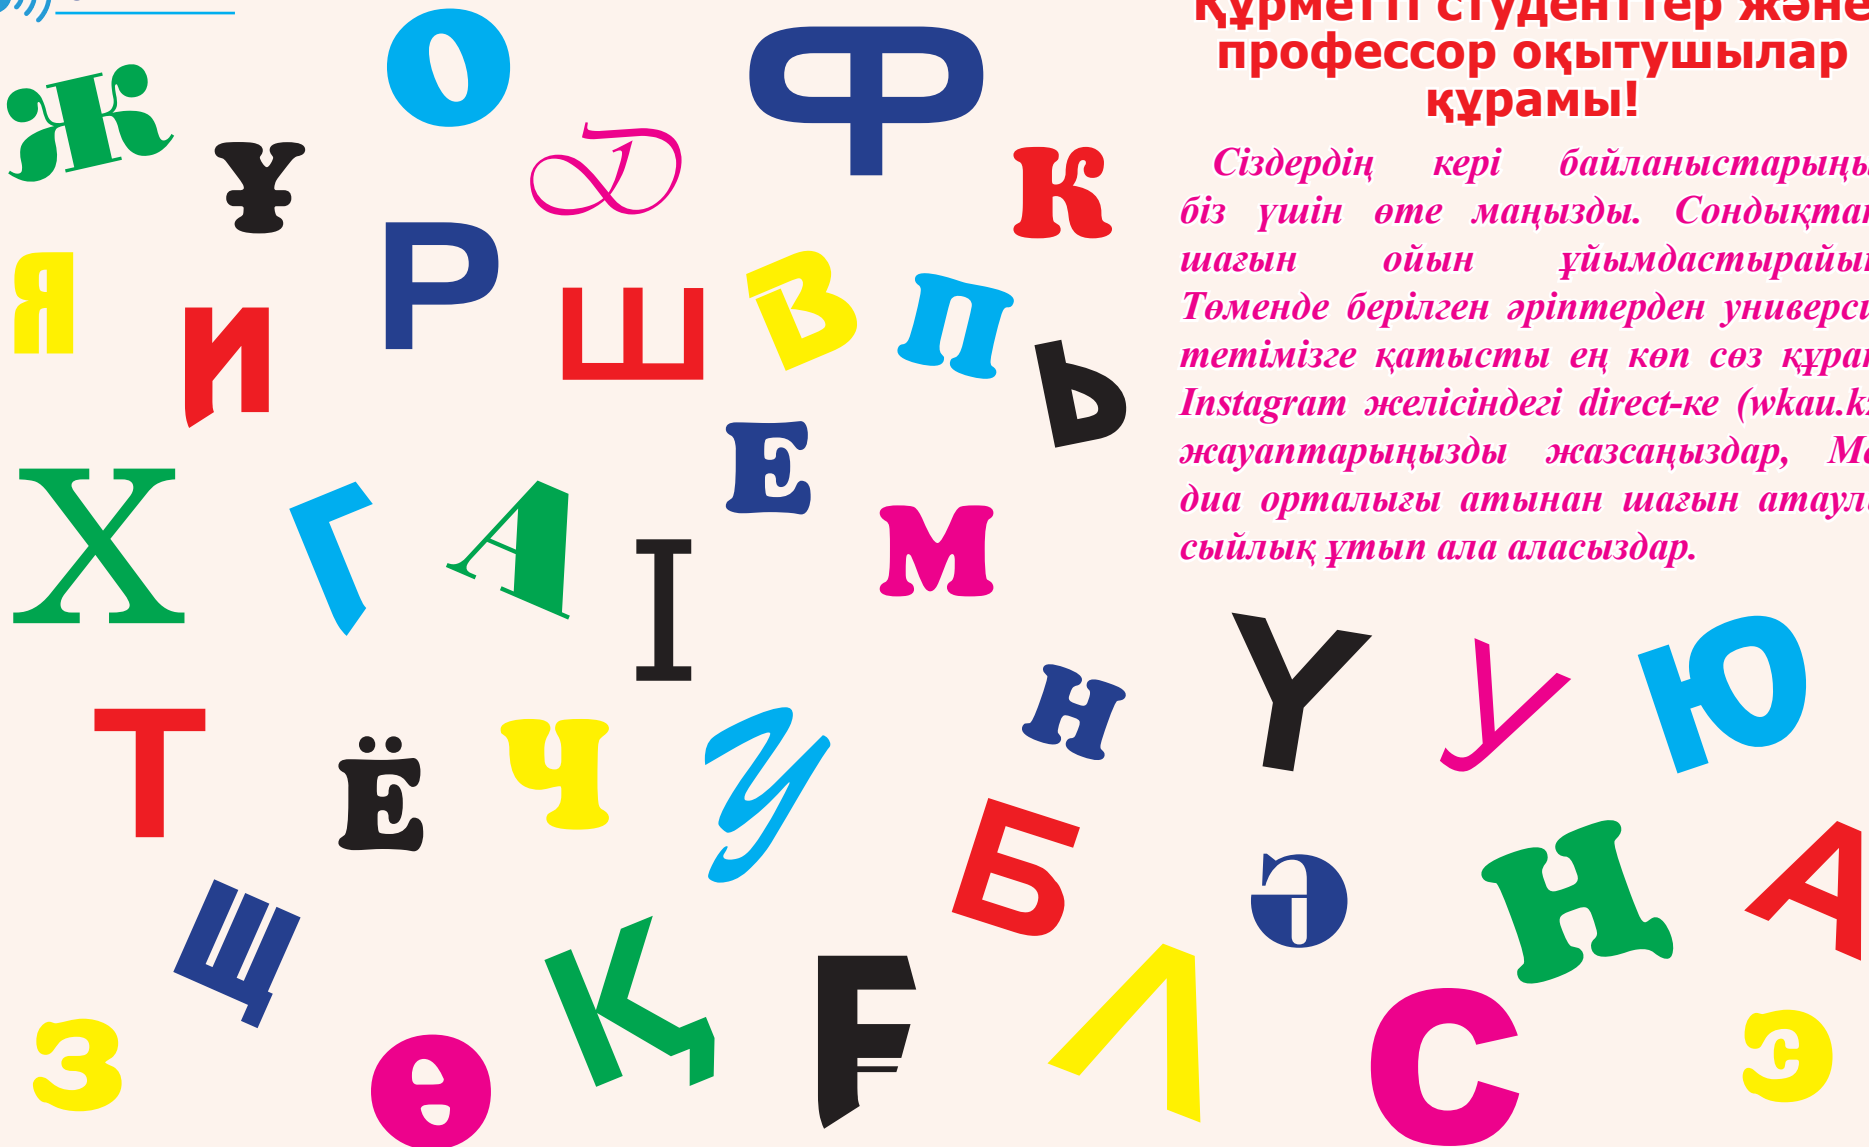 Құрметті студенттер және
профессор оқытушылар
құрамы!
Сіздердің кері
біз үшін өте маңызды.
шағын ойын
Төменде берілген әріптерден универси
тетімізге қатысты ең көп сөз
Instagram желісіндегі direct-ке
жауаптарыңызды жазсаңыздар,
диа орталығы атынан шағын
сыйлық ұтып ала аласыздар.
Ж О Ф
Ұ Д К
Я И Р Ш В П Ь
Х Г А І Е М
Т Ё Ч У Н Ү У Ю
Щ Б Ә Ң А
З Ө Қ Ғ Л С Э